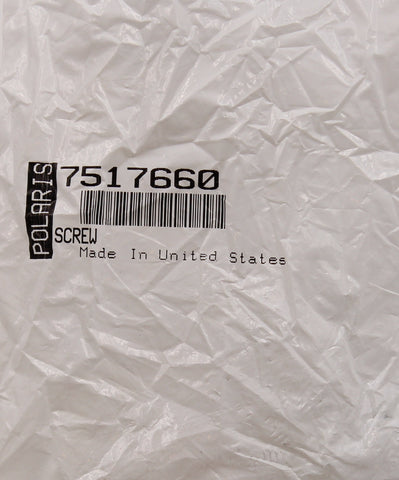 POLARIS
7517660
SCREW
Made In United States